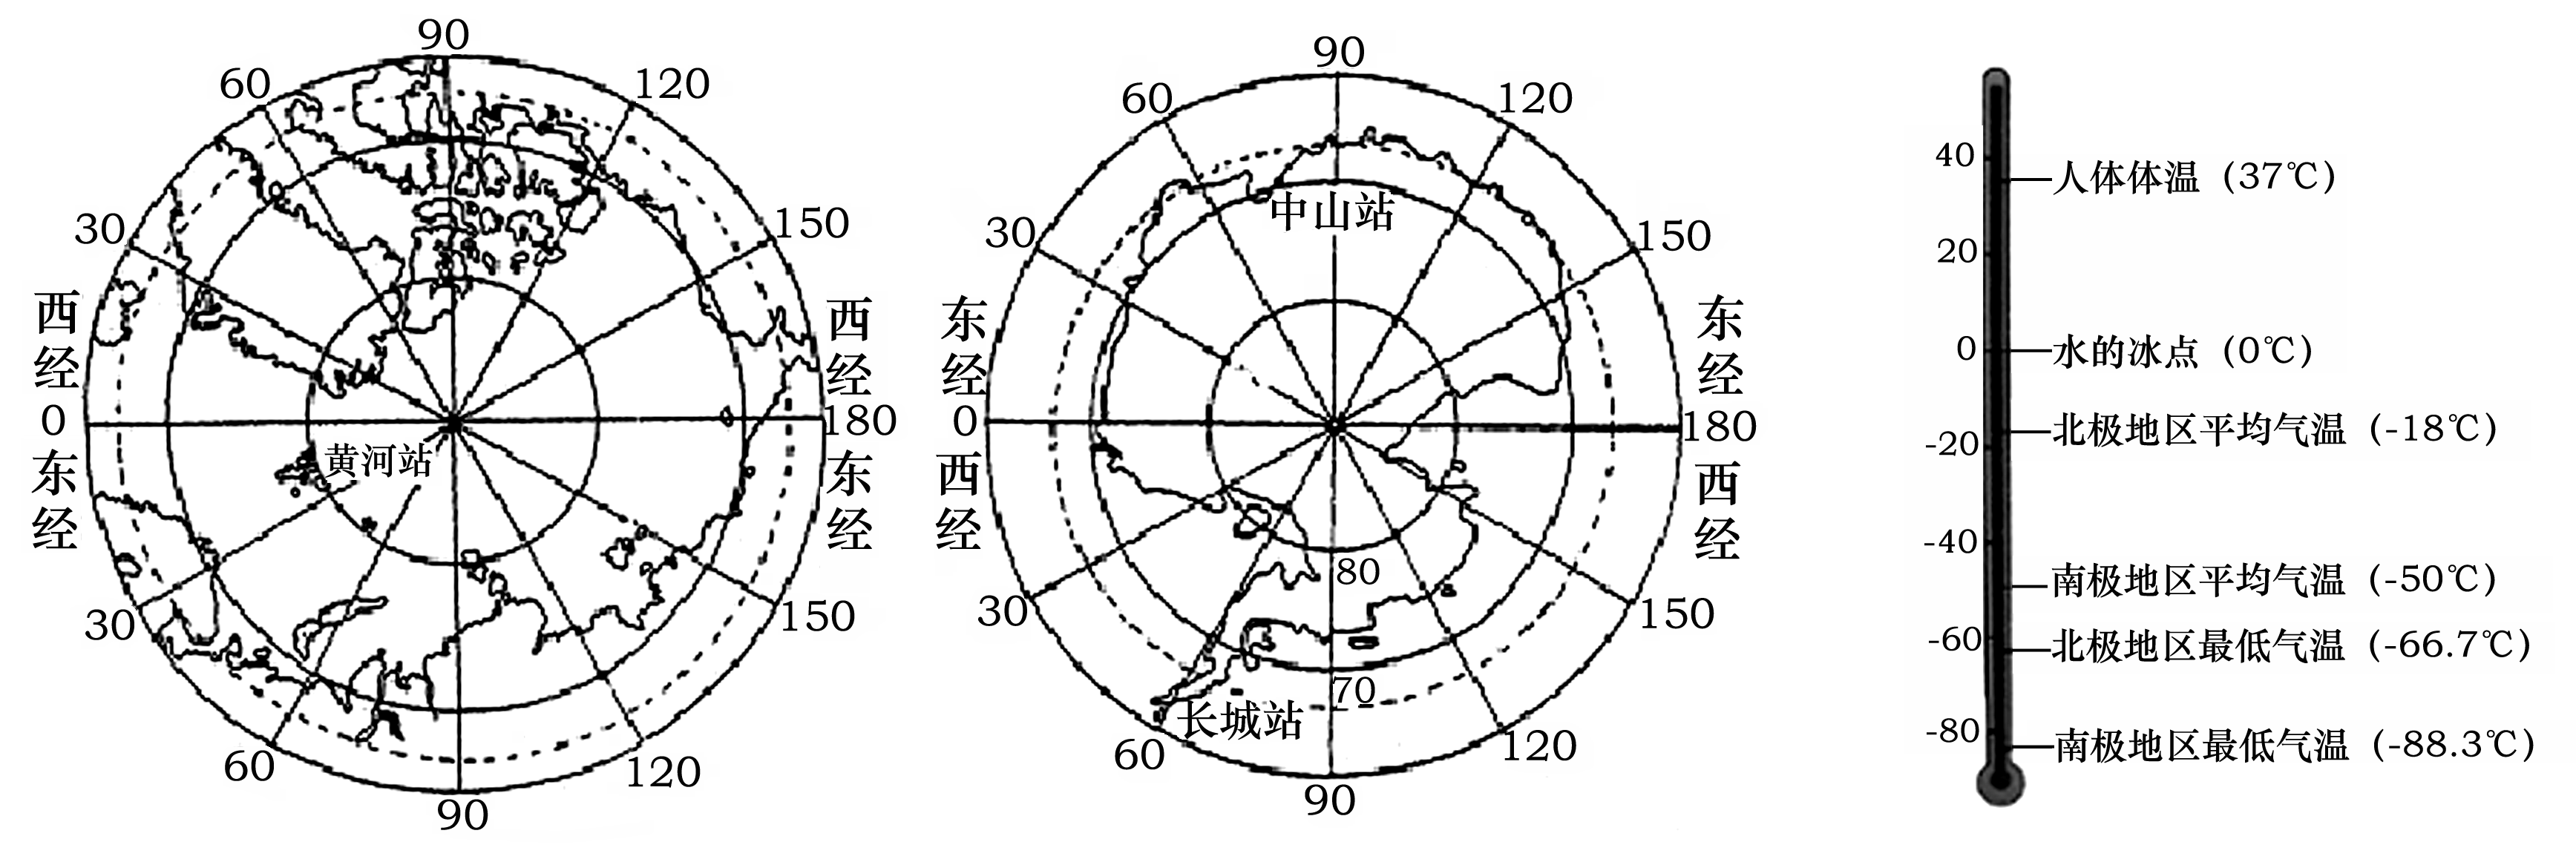 90
60
120
30
150
西经
西经
0
180
东经
东经
黄河站
30
150
60
120
90
90
60
120
30
150
中山站
东经
东经
0
180
西经
西经
80
30
150
70
长城站
60
120
90
40
人体体温（37℃）
20
0
水的冰点（0℃）
-20
北极地区平均气温（-18℃）
-40
南极地区平均气温（-50℃）
-60
北极地区最低气温（-66.7℃）
-80
南极地区最低气温（-88.3℃）